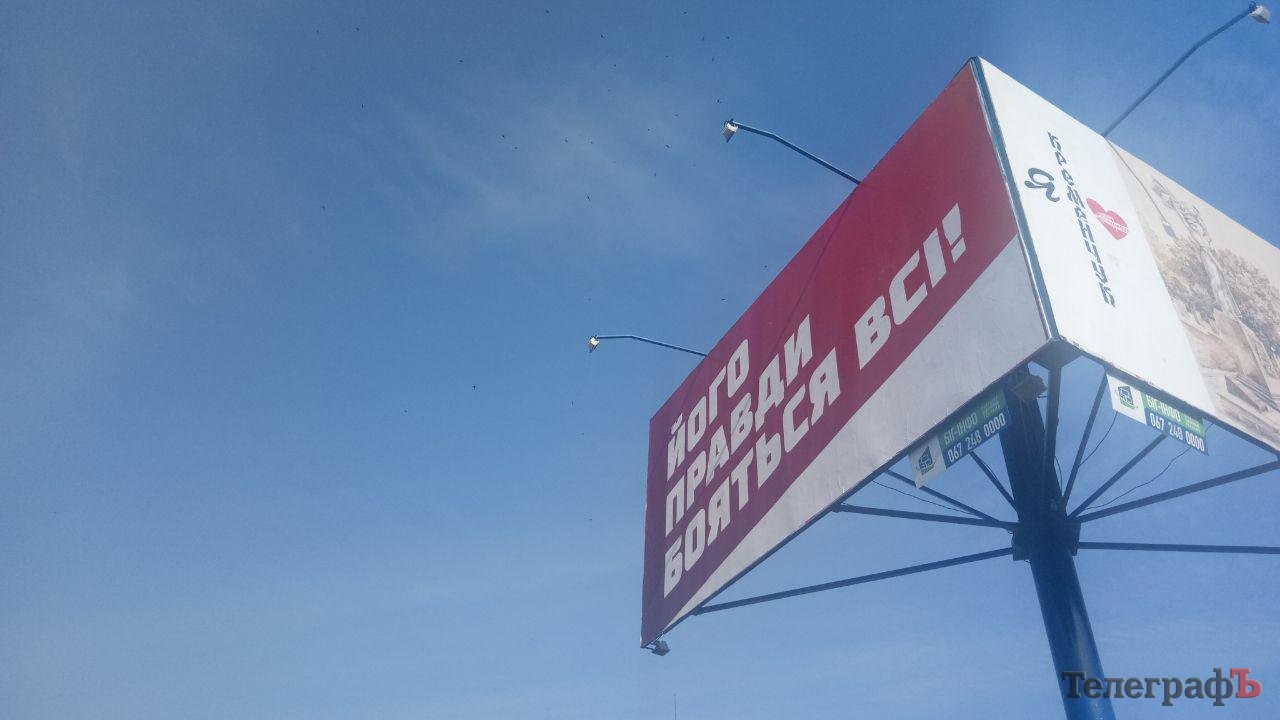 ЙОГО
ПРАВДИ
БОЯТЬСЯ ВСІ!
Я
КРЕМЕНЧУК
БІГ-ІНФО
067 248 0000
БІГ-ІНФО
067 248 0000
ТелеграфЪ